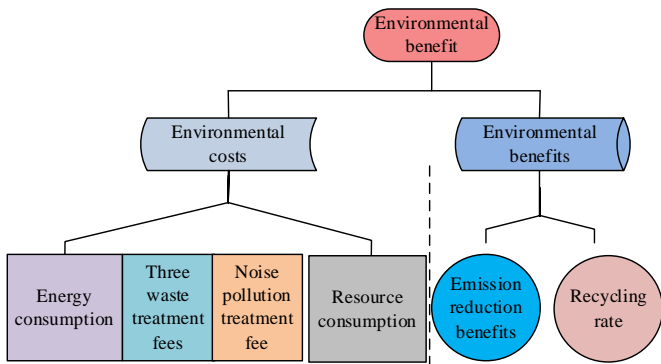 Environmental
benefit
Environmental
costs
Environmental
benefits
Energy
consumption
Three
waste
treatment
fees
Noise
pollution
treatment
fee
Resource
consumption
Emission
reduction
benefits
Recycling
rate